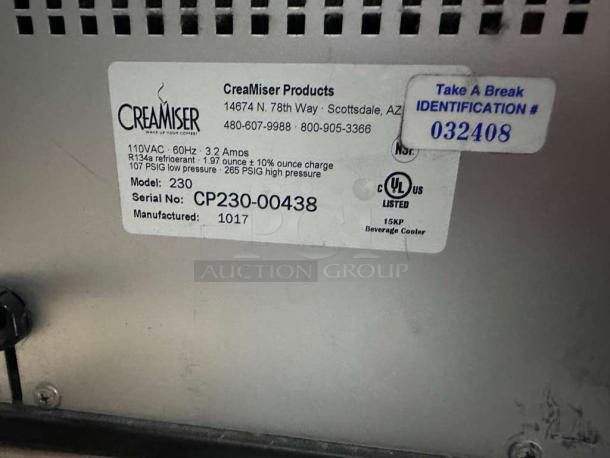 CREAMISER
WAKE UP YOUR COFFEE!
CreaMiser Products
14674 N. 78th Way · Scottsdale, AZ
480-607-9988 · 800-905-3366
Take A Break
IDENTIFICATION #
032408
110VAC · 60Hz · 3.2 Amps
R134a refrigerant · 1.97 ounce ± 10% ounce charge
107 PSIG low pressure · 265 PSIG high pressure
Model: 230
Serial No: CP230-00438
Manufactured: 1017
NSF.
C UL US
LISTED
15KP
Beverage Cooler
PCI
AUCTION GROUP